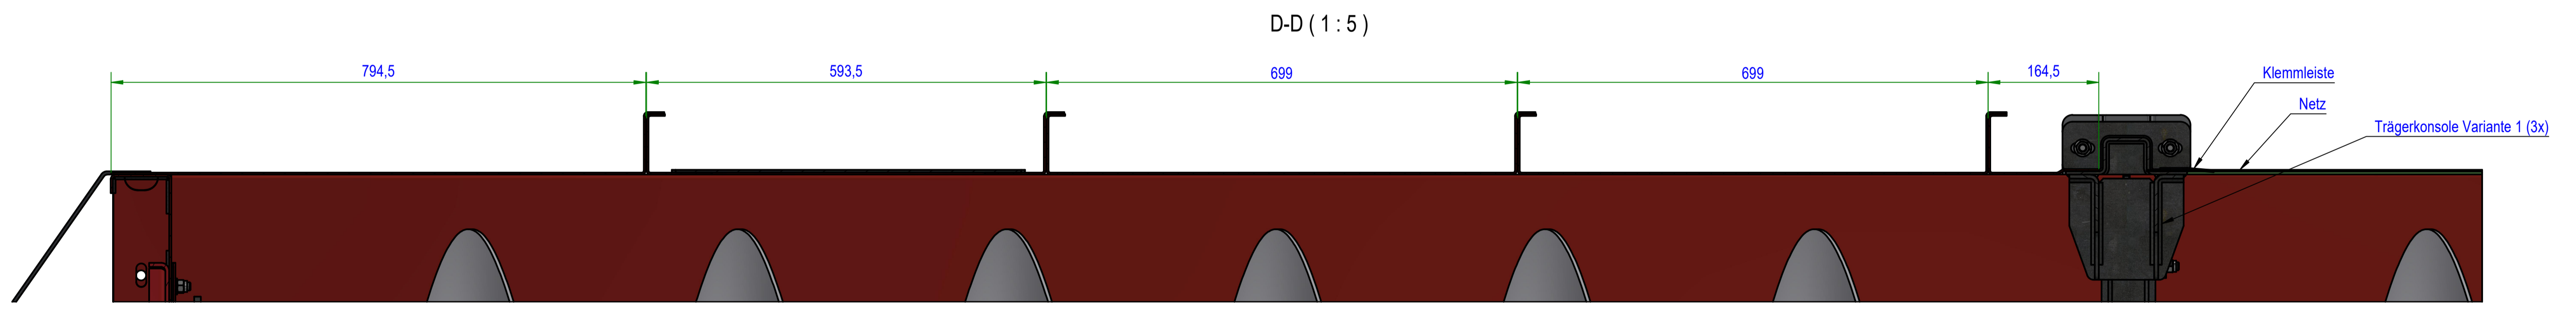 D-D ( 1 : 5 )
794,5
593,5
699
699
164,5
Klemmleiste
Netz
Trägerkonsole Variante 1 (3x)